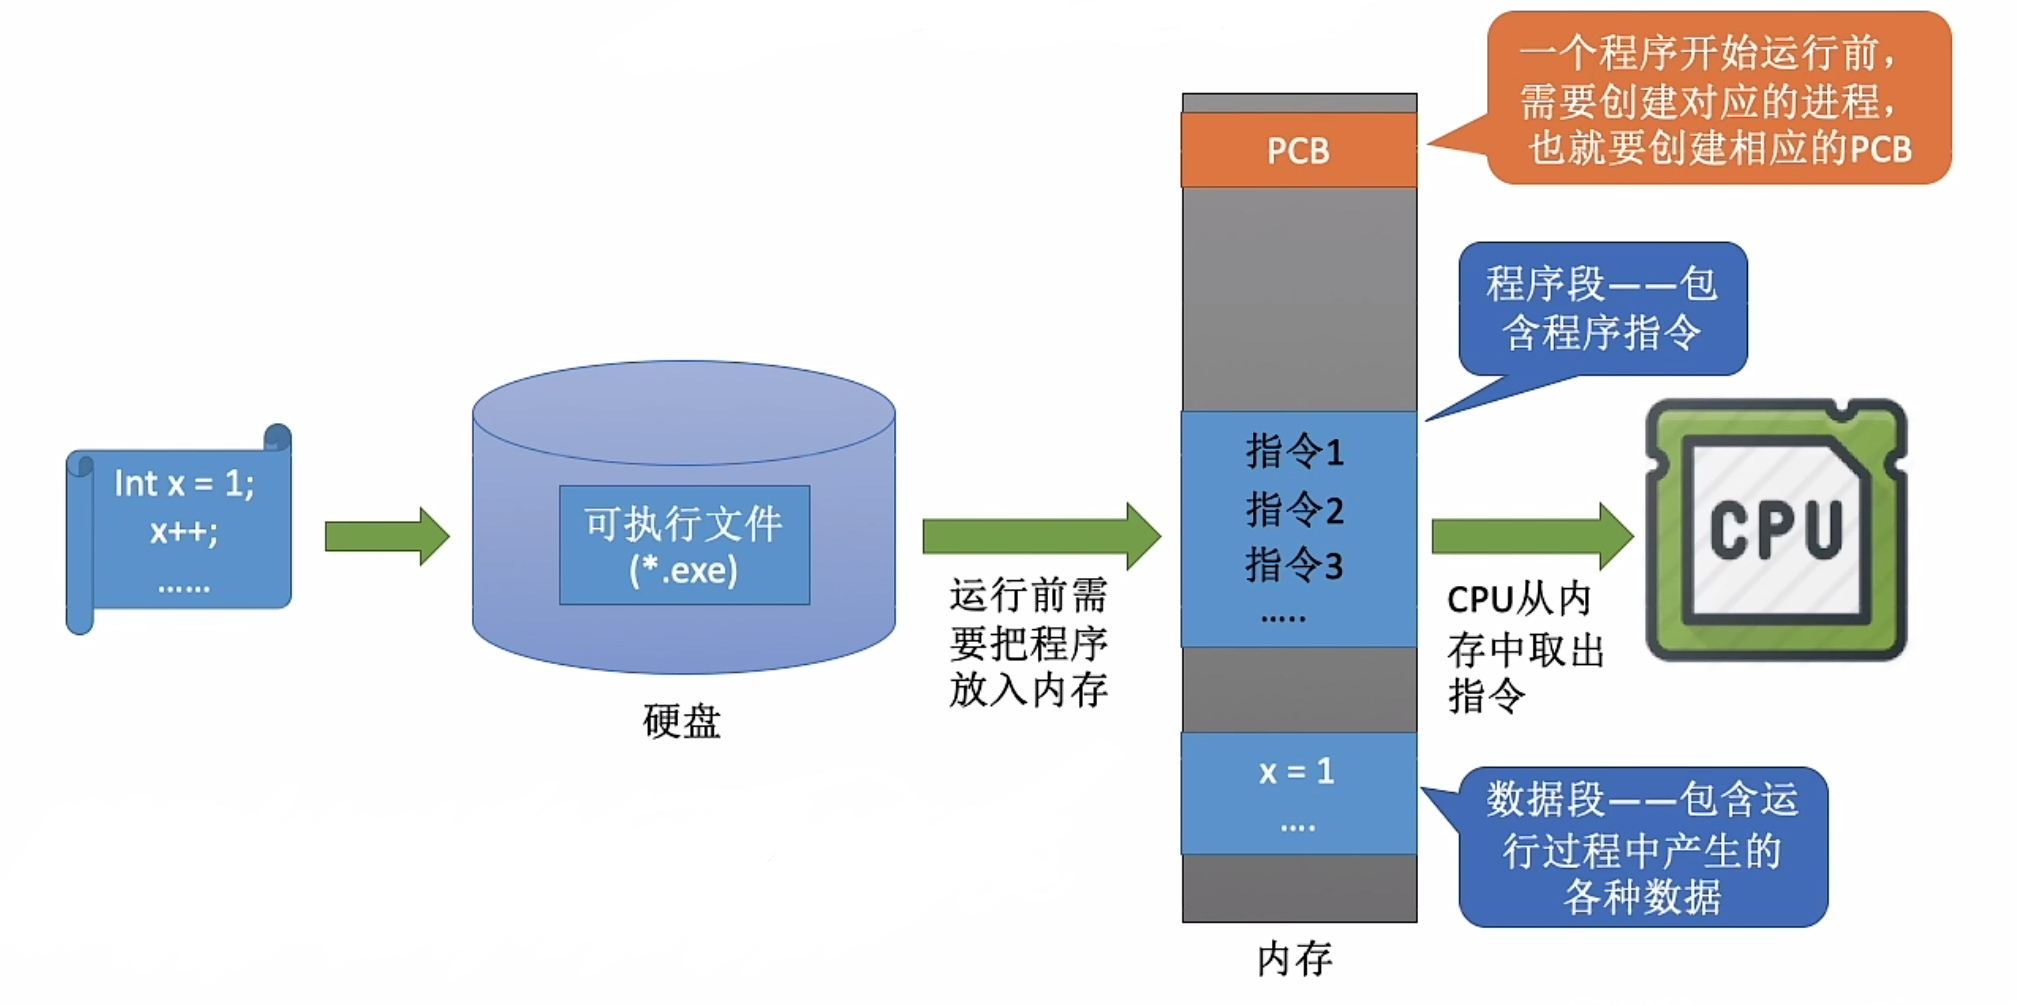 一个程序开始运行前，
需要创建对应的进程，
也就要创建相应的PCB
PCB
程序段——包
含程序指令
Int x = 1;
x++;
......
可执行文件
(*.exe)
硬盘
运行前需
要把程序
放入内存
指令1
指令2
指令3
.....
CPU从内
存中取出
指令
CPU
x = 1
....
数据段——包含运
行过程中产生的
各种数据
内存